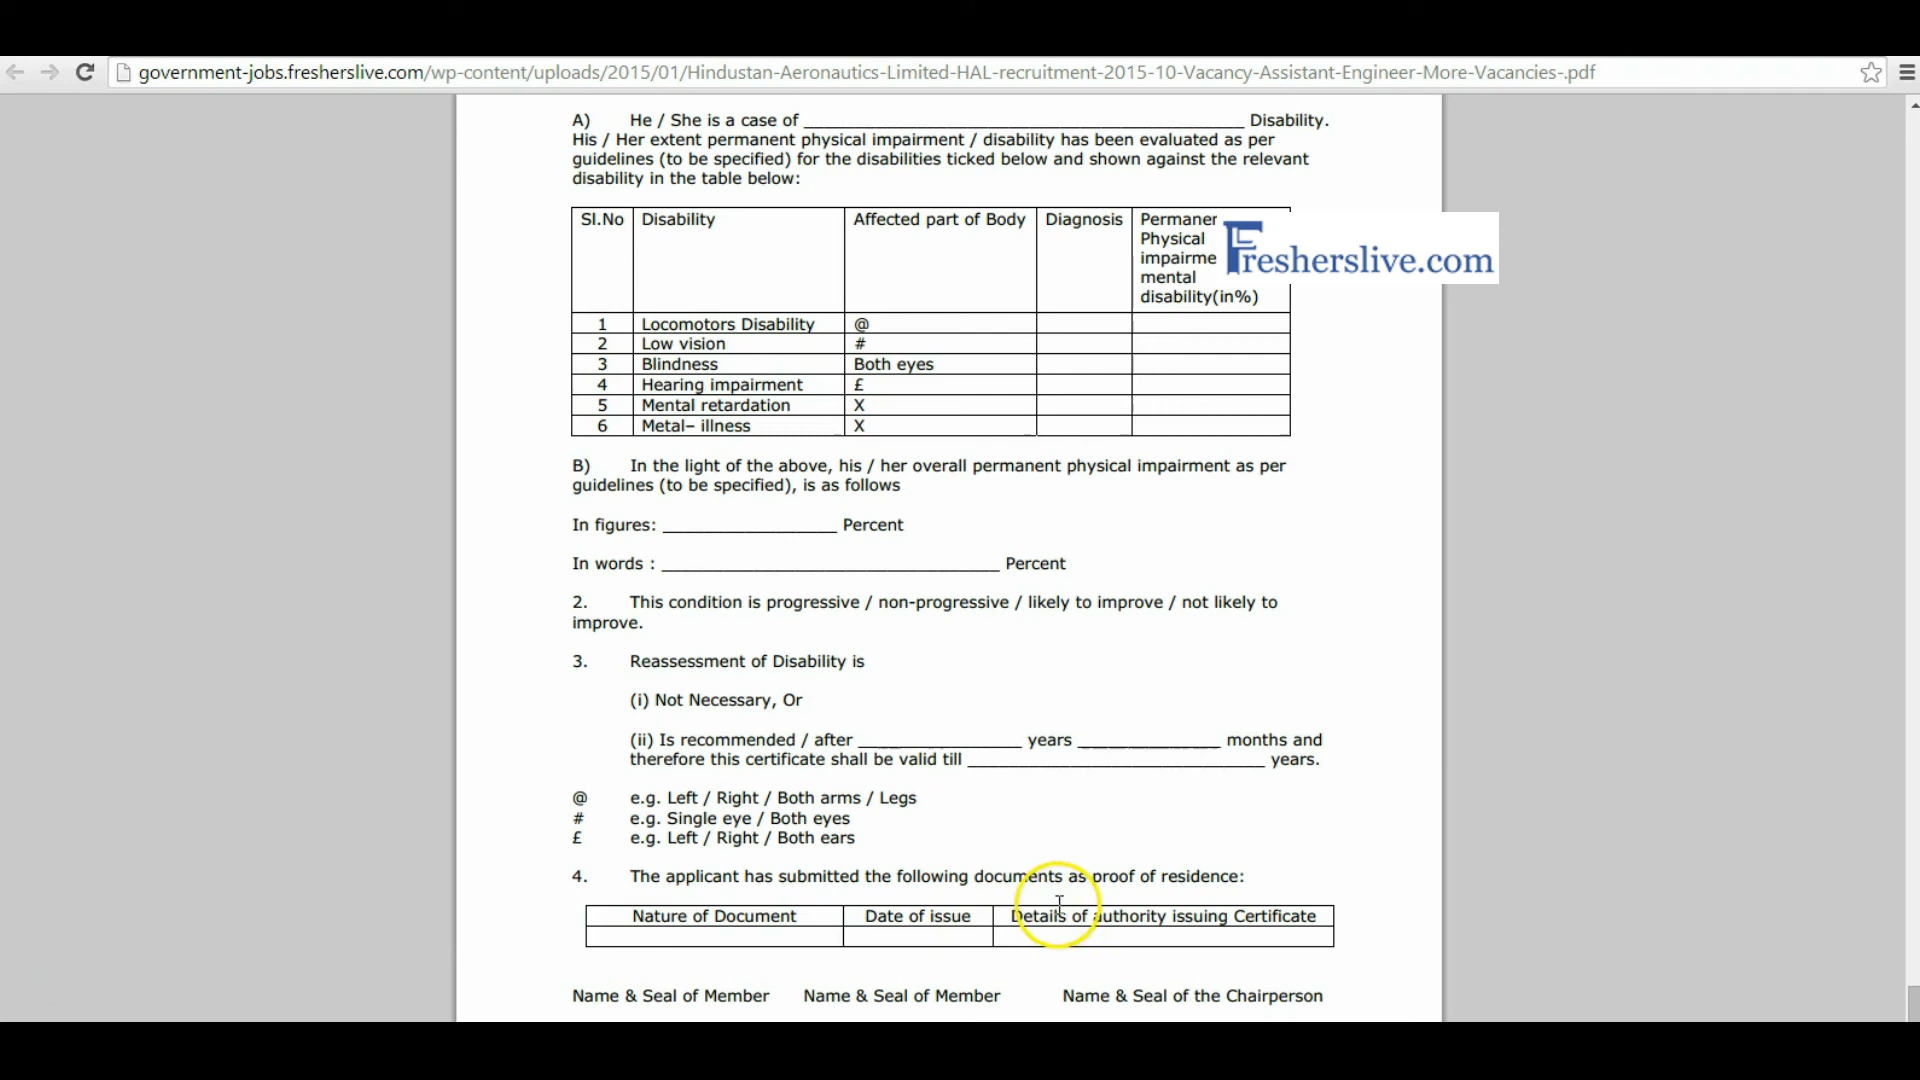 government-jobs.fresherslive.com/wp-content/uploads/2015/01/Hindustan-Aeronautics-Limited-HAL-recruitment-2015-10-Vacancy-Assistant-Engineer-More-Vacancies-.pdf
A) He / She is a case of ______________________________ Disability.
His / Her extent permanent physical impairment / disability has been evaluated as per
guidelines (to be specified) for the disabilities ticked below and shown against the relevant
disability in the table below:
Sl.No Disability Affected part of Body Diagnosis
Physical
mental
disability(in%)
Fresherslive.com
1 Locomotors Disability @
2 Low vision #
3 Blindness Both eyes
4 Hearing impairment £
5 Mental retardation X
6 Metal– illness X
B) In the light of the above, his / her overall permanent physical impairment as per
guidelines (to be specified), is as follows
In figures: _________________ Percent
In words : _________________________________ Percent
2. This condition is progressive / non-progressive / likely to improve / not likely to
improve.
3. Reassessment of Disability is
(i) Not Necessary, Or
(ii) Is recommended / after ________________ years ______________ months and
therefore this certificate shall be valid till _____________________________ years.
@ e.g. Left / Right / Both arms / Legs
# e.g. Single eye / Both eyes
£ e.g. Left / Right / Both ears
4. The applicant has submitted the following documents as proof of residence:
Nature of Document Date of issue Details of authority issuing Certificate
Name & Seal of Member Name & Seal of Member Name & Seal of the Chairperson